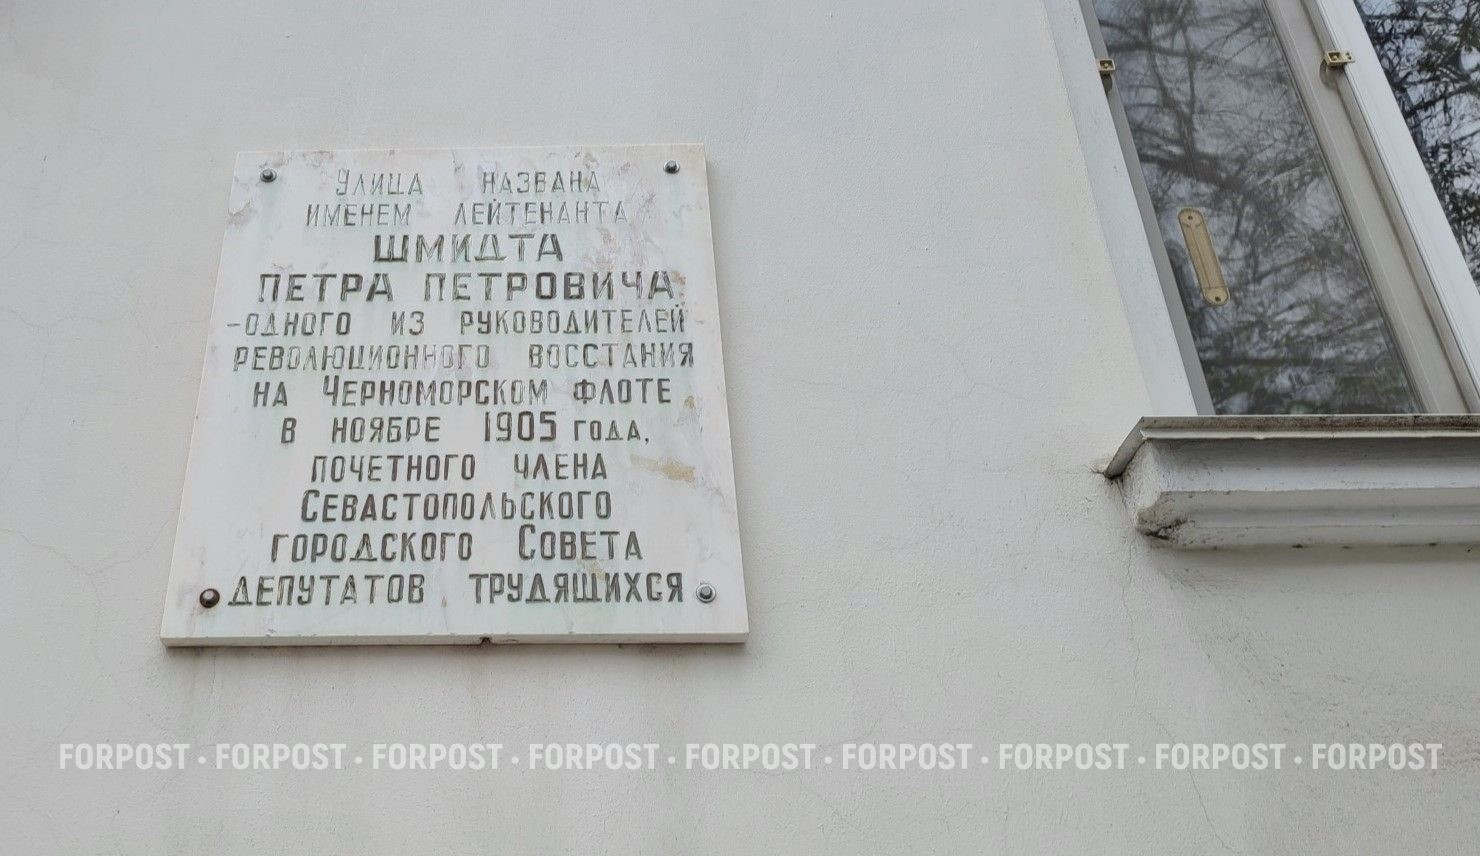 Улица названа
именем лейтенанта
ШМИДТА
ПЕТРА ПЕТРОВИЧА
-одного из руководителей
революционного восстания
на Черноморском флоте
в ноябре 1905 года,
почетного члена
Севастопольского
городского Совета
депутатов трудящихся
FORPOST · FORPOST · FORPOST · FORPOST · FORPOST · FORPOST · FORPOST · FORPOST · FORPOST